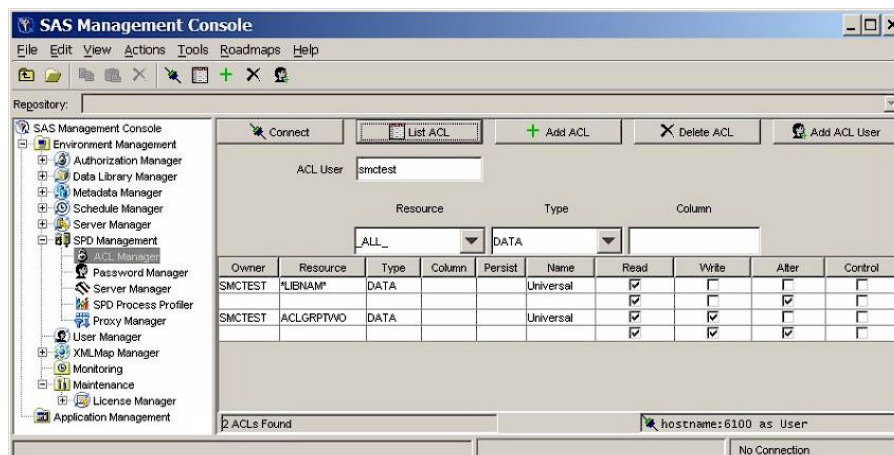 SAS Management Console
File Edit View Actions Tools Roadmaps Help
Repository:
SAS Management Console
Environment Management
Authorization Manager
Data Library Manager
Metadata Manager
Schedule Manager
Server Manager
SPD Management
ACL Manager
Password Manager
Server Manager
SPD Process Profiler
Proxy Manager
User Manager
XMLMap Manager
Monitoring
Maintenance
License Manager
Application Management
Connect List ACL Add ACL Delete ACL Add ACL User
ACL User smctest
Resource Type Column
_ALL_ DATA
Owner Resource Type Column Persist Name Read Write Alter Control
SMCTEST *LIBNAM* DATA Universal
SMCTEST ACLGRPTWO DATA Universal
2 ACLs Found hostname:6100 as User
No Connection